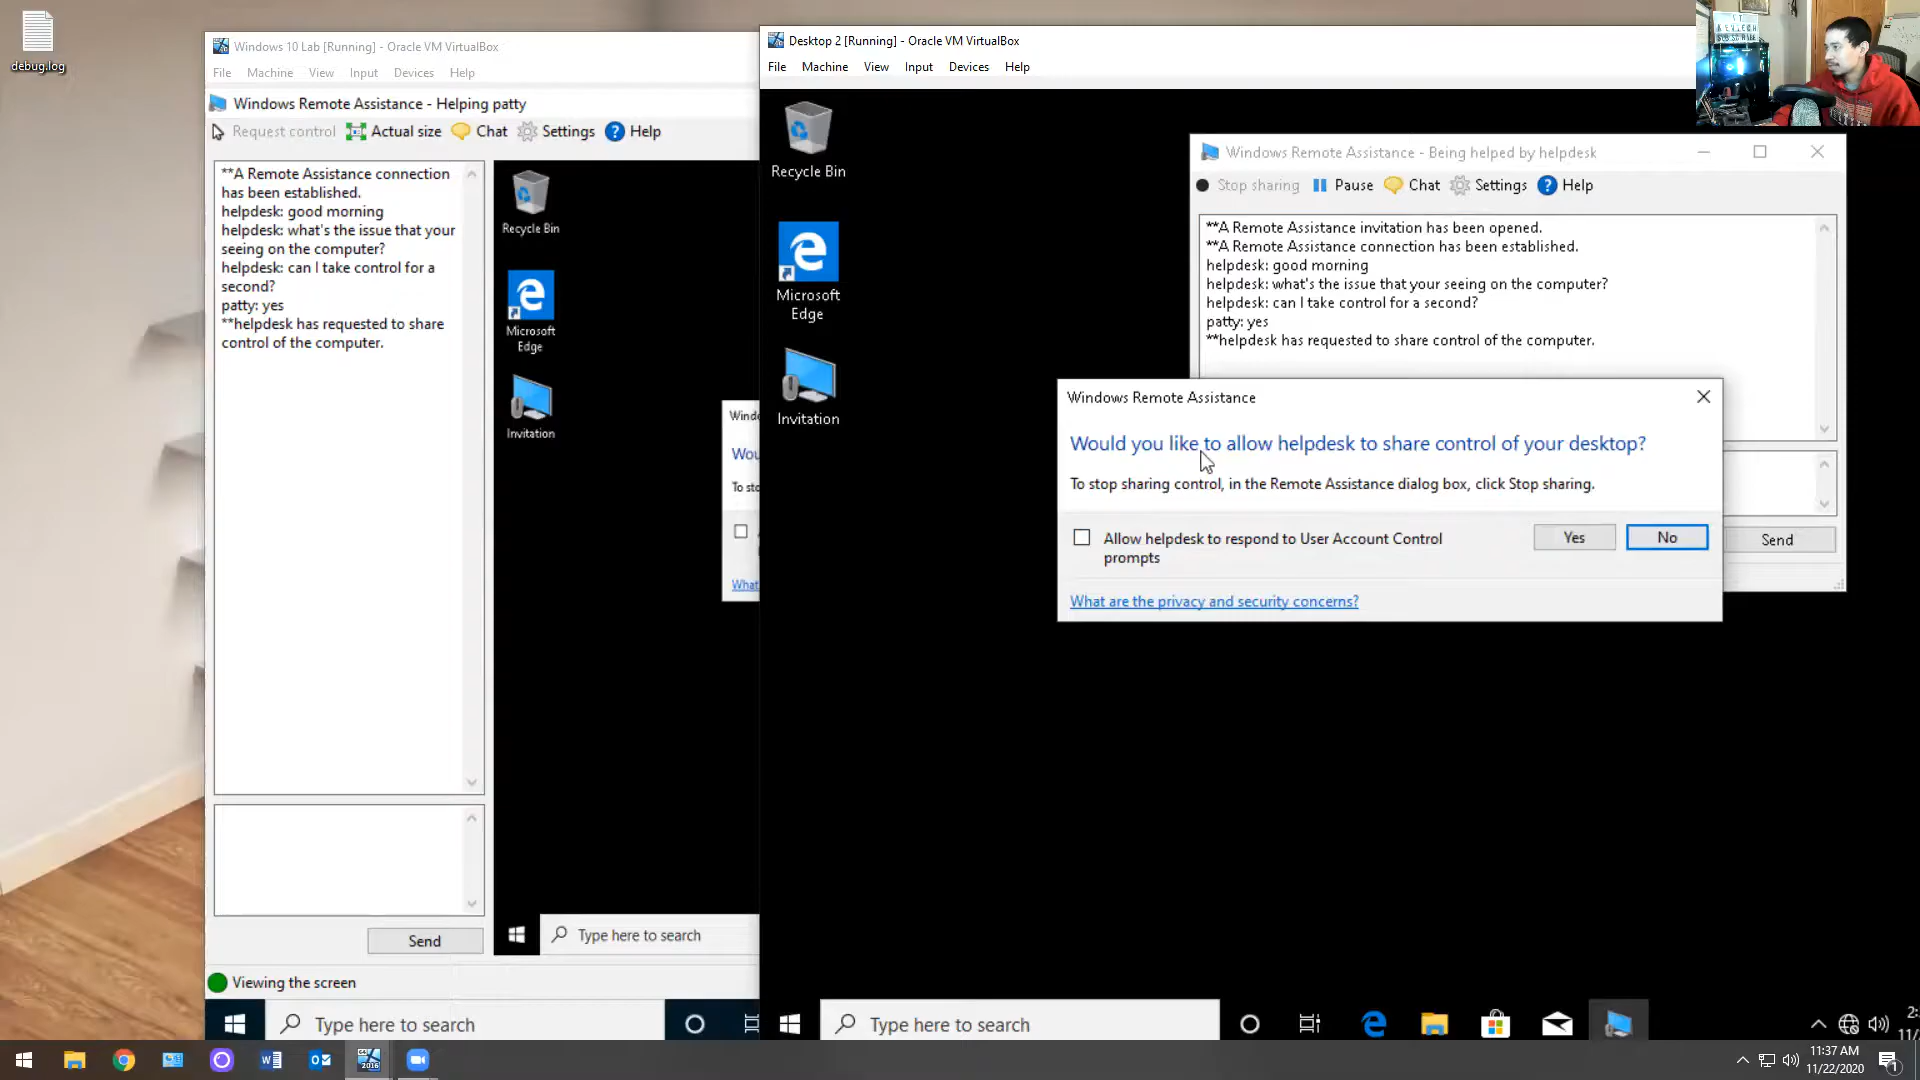 debug.log
Windows 10 Lab [Running] - Oracle VM VirtualBox
File Machine View Input Devices Help
Windows Remote Assistance - Helping patty
Request control Actual size Chat Settings Help
**A Remote Assistance connection
has been established.
helpdesk: good morning
helpdesk: what's the issue that your
seeing on the computer?
helpdesk: can I take control for a
second?
patty: yes
**helpdesk has requested to share
control of the computer.
Recycle Bin
Microsoft
Edge
Invitation
Wind
Wou
To sto
What
Type here to search
Send
Viewing the screen
Type here to search
Desktop 2 [Running] - Oracle VM VirtualBox
File Machine View Input Devices Help
Recycle Bin
Microsoft
Edge
Invitation
Windows Remote Assistance - Being helped by helpdesk
Stop sharing Pause Chat Settings Help
**A Remote Assistance invitation has been opened.
**A Remote Assistance connection has been established.
helpdesk: good morning
helpdesk: what's the issue that your seeing on the computer?
helpdesk: can I take control for a second?
patty: yes
**helpdesk has requested to share control of the computer.
Send
Windows Remote Assistance
Would you like to allow helpdesk to share control of your desktop?
To stop sharing control, in the Remote Assistance dialog box, click Stop sharing.
Allow helpdesk to respond to User Account Control
prompts
Yes No
What are the privacy and security concerns?
Type here to search
2:
11/
2016
11:37 AM
11/22/2020
1